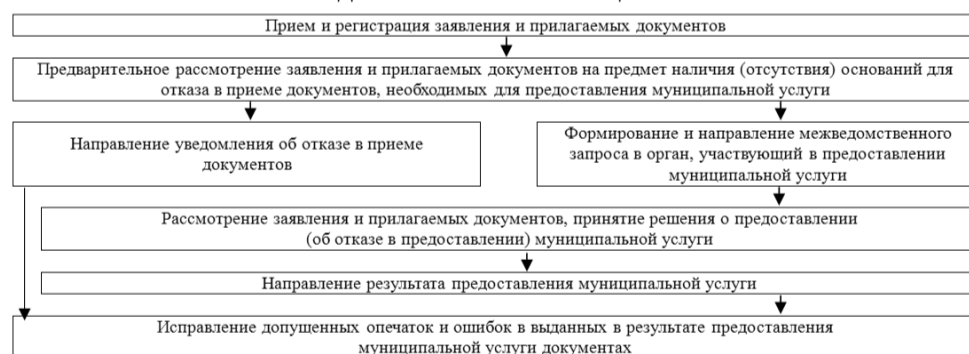 Прием и регистрация заявления и прилагаемых документов
Предварительное рассмотрение заявления и прилагаемых документов на предмет наличия (отсутствия) оснований для
отказа в приеме документов, необходимых для предоставления муниципальной услуги
Направление уведомления об отказе в приеме
документов
Формирование и направление межведомственного
запроса в орган, участвующий в предоставлении
муниципальной услуги
Рассмотрение заявления и прилагаемых документов, принятие решения о предоставлении
(об отказе в предоставлении) муниципальной услуги
Направление результата предоставления муниципальной услуги
Исправление допущенных опечаток и ошибок в выданных в результате предоставления
муниципальной услуги документах